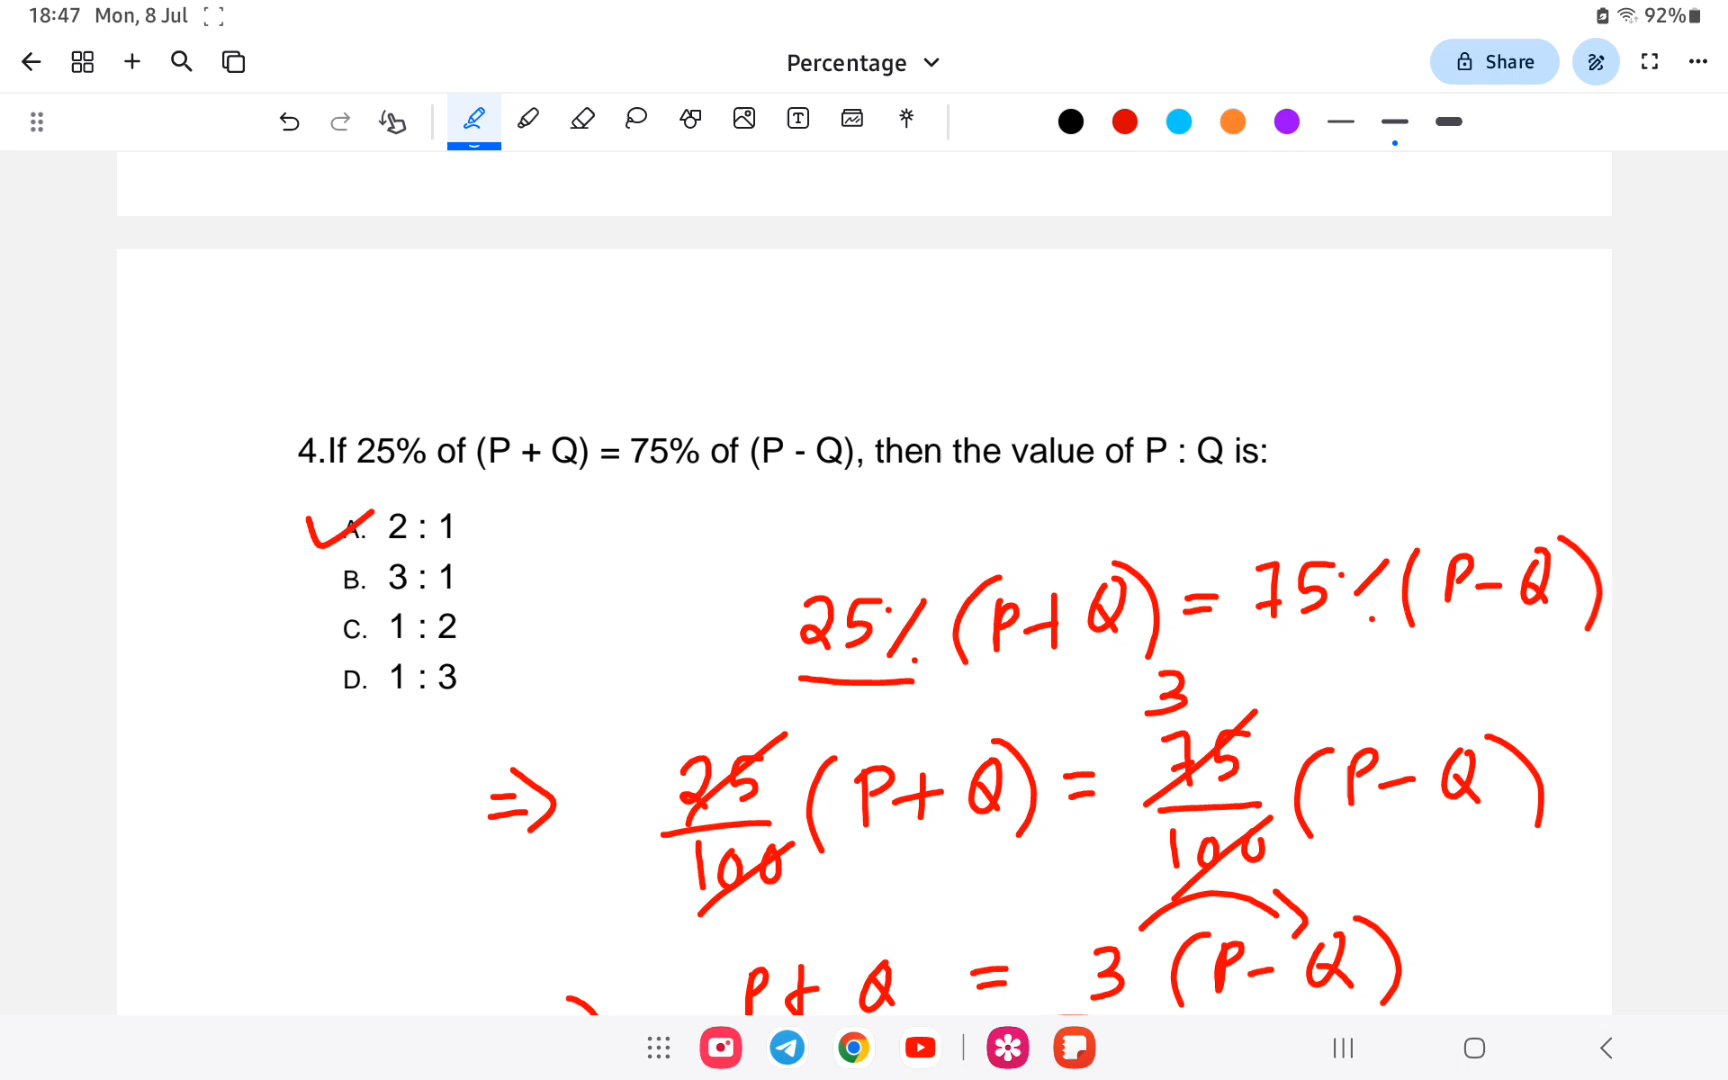 18:47 Mon, 8 Jul 92%
Percentage Share
4.If 25% of (P + Q) = 75% of (P - Q), then the value of P : Q is:
A. 2 : 1
B. 3 : 1
C. 1 : 2
D. 1 : 3
25% (P+Q) = 75% (P-Q)
3
=> 25/100 (P+Q) = 75/100 (P-Q)
P+Q = 3 (P-Q)